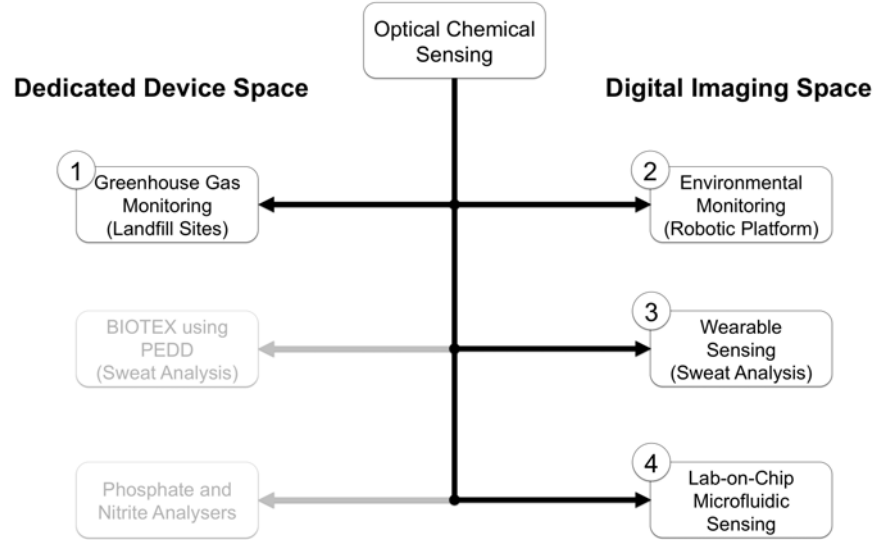 Optical Chemical
Sensing
Dedicated Device Space
Digital Imaging Space
1
Greenhouse Gas
Monitoring
(Landfill Sites)
2
Environmental
Monitoring
(Robotic Platform)
BIOTEX using
PEDD
(Sweat Analysis)
3
Wearable
Sensing
(Sweat Analysis)
Phosphate and
Nitrite Analysers
4
Lab-on-Chip
Microfluidic
Sensing